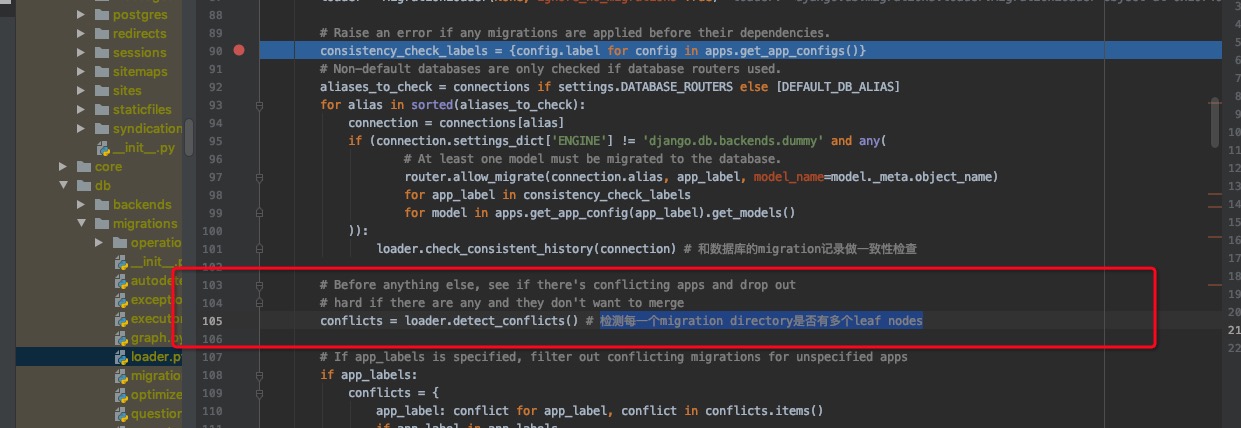 postgres
redirects
sessions
sitemaps
sites
staticfiles
syndication
__init__.py
core
db
backends
migrations
operatio
__init__.p
autodete
exceptio
executor
graph.py
loader.py
migratio
optimize
question
88
89 # Raise an error if any migrations are applied before their dependencies.
90 consistency_check_labels = {config.label for config in apps.get_app_configs()}
91 # Non-default databases are only checked if database routers used.
92 aliases_to_check = connections if settings.DATABASE_ROUTERS else [DEFAULT_DB_ALIAS]
93 for alias in sorted(aliases_to_check):
94 connection = connections[alias]
95 if (connection.settings_dict['ENGINE'] != 'django.db.backends.dummy' and any(
96 # At least one model must be migrated to the database.
97 router.allow_migrate(connection.alias, app_label, model_name=model._meta.object_name)
98 for app_label in consistency_check_labels
99 for model in apps.get_app_config(app_label).get_models()
100 )):
101 loader.check_consistent_history(connection) # 和数据库的migration记录做一致性检查
102
103 # Before anything else, see if there's conflicting apps and drop out
104 # hard if there are any and they don't want to merge
105 conflicts = loader.detect_conflicts() # 检测每一个migration directory是否有多个leaf nodes
106
107 # If app_labels is specified, filter out conflicting migrations for unspecified apps
108 if app_labels:
109 conflicts = {
110 app_label: conflict for app_label, conflict in conflicts.items()
if app_label in app_labels